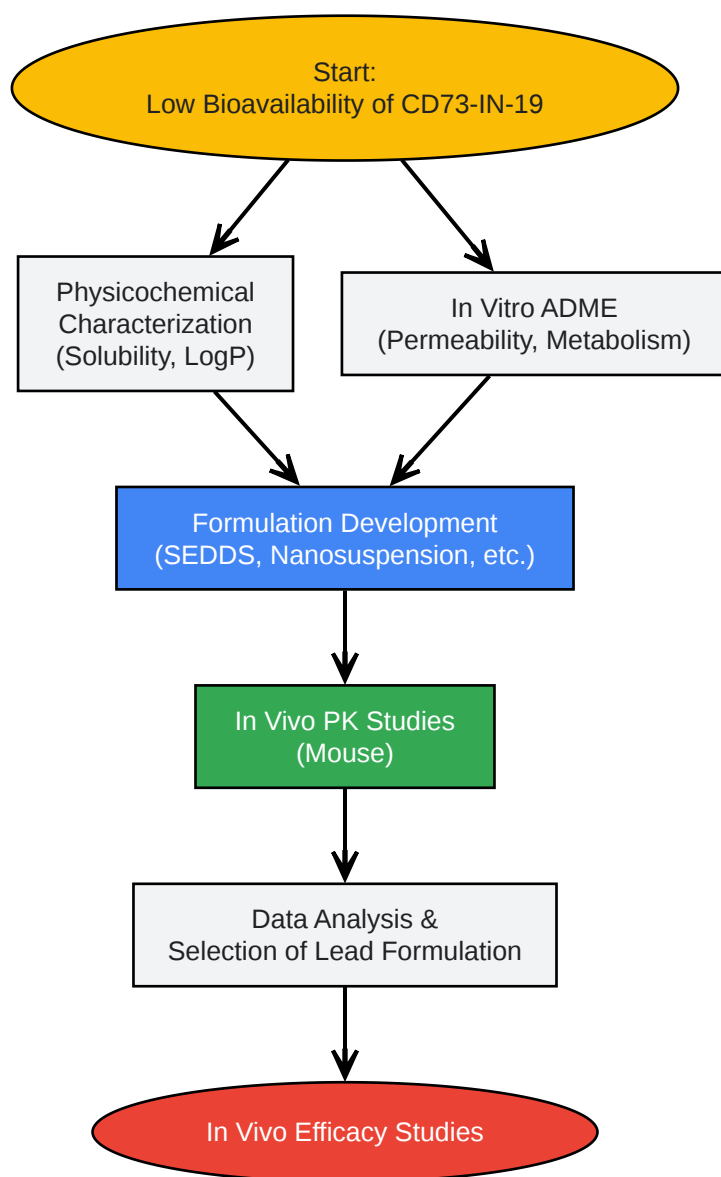 Start:
Low Bioavailability of CD73-IN-19
Physicochemical
Characterization
(Solubility, LogP)
In Vitro ADME
(Permeability, Metabolism)
Formulation Development
(SEDDS, Nanosuspension, etc.)
In Vivo PK Studies
(Mouse)
Data Analysis &
Selection of Lead Formulation
In Vivo Efficacy Studies